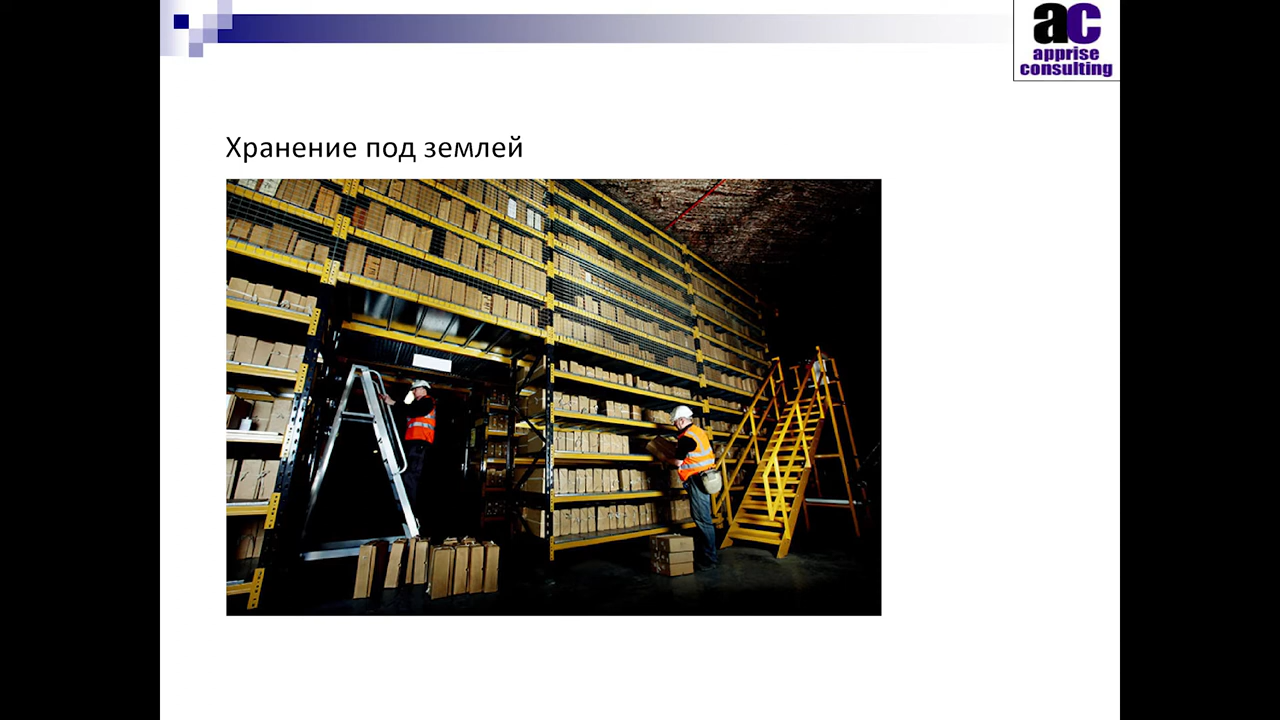 ac
apprise
consulting
Хранение под землей